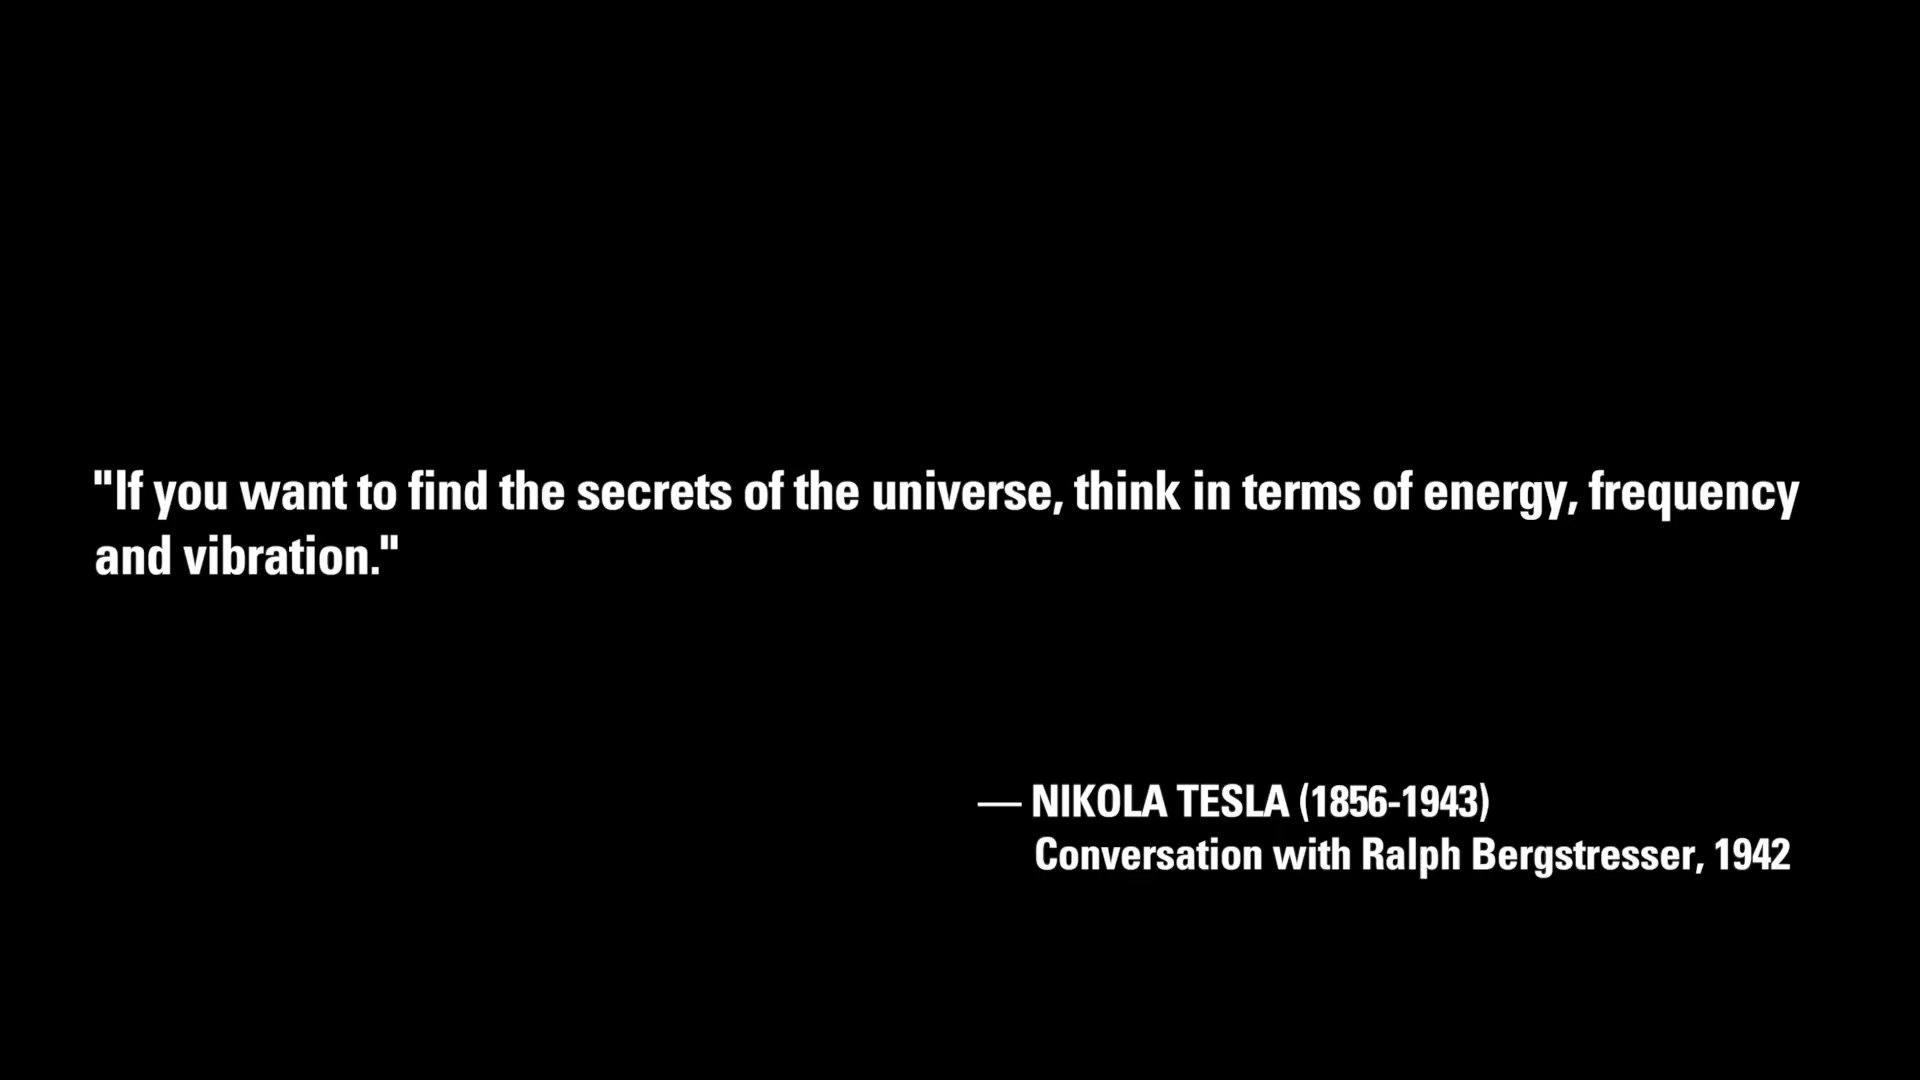 "If you want to find the secrets of the universe, think in terms of energy, frequency
and vibration."
— NIKOLA TESLA (1856-1943)
Conversation with Ralph Bergstresser, 1942